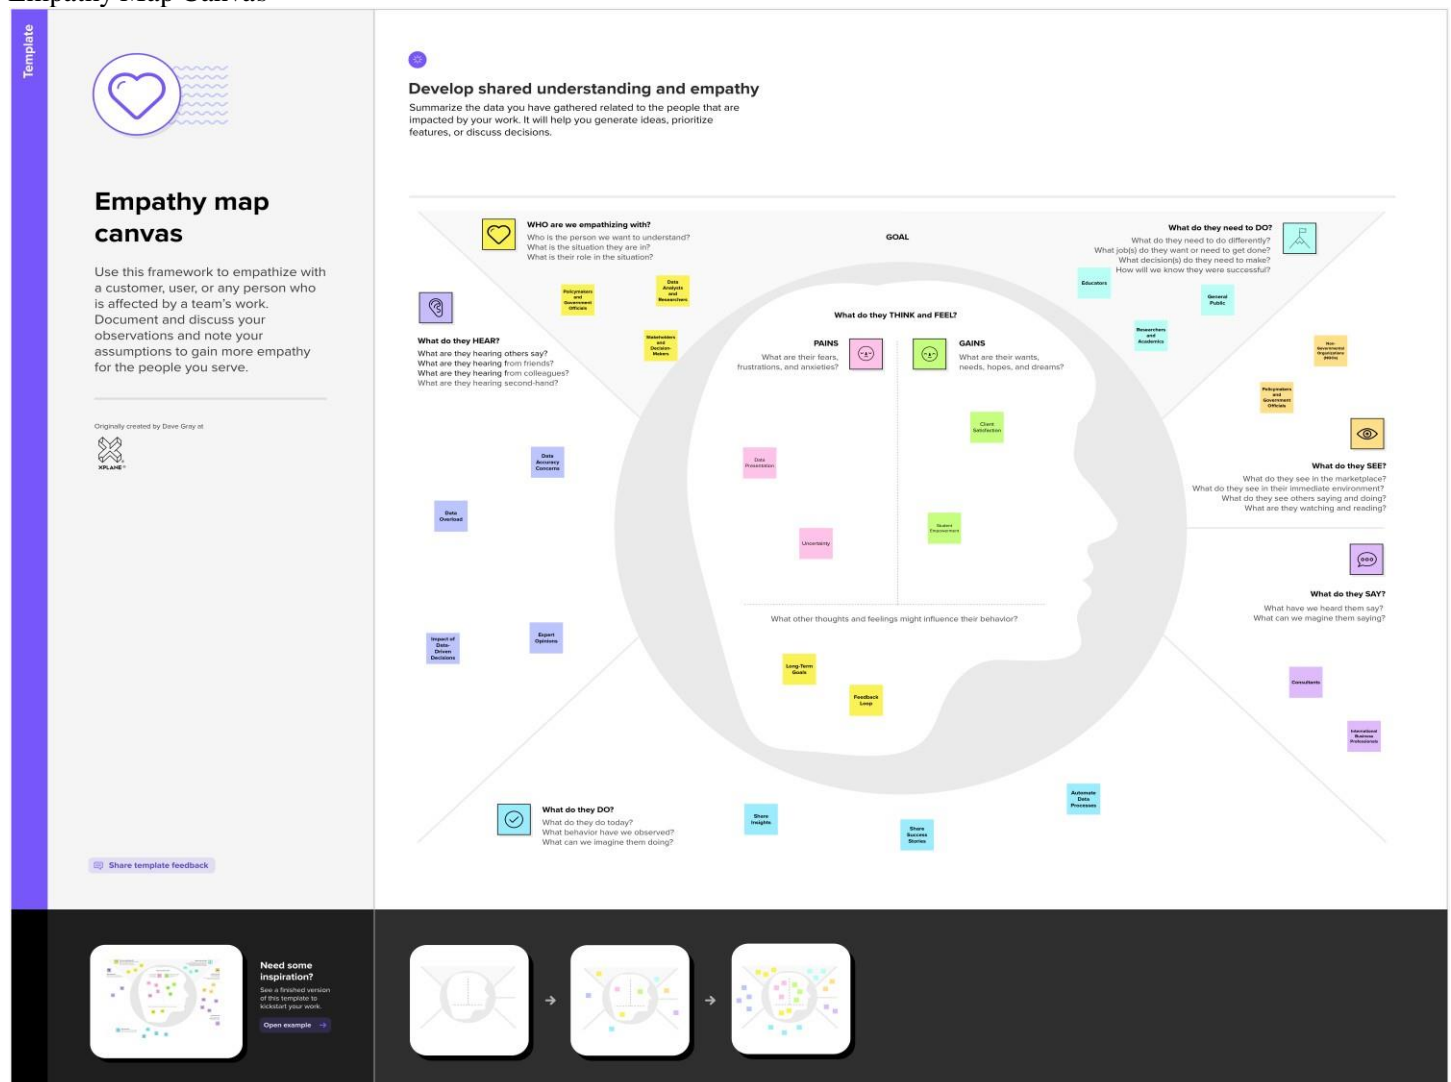 Empathy Map Canvas
Template
Empathy map
canvas
Use this framework to empathize with
a customer, user, or any person who
is affected by a team's work.
Document and discuss your
observations and note your
assumptions to gain more empathy
for the people you serve.
Originally created by Dave Gray at
XPLANE
Share template feedback
Develop shared understanding and empathy
Summarize the data you have gathered related to the people that are
impacted by your work. It will help you generate ideas, prioritize
features, or discuss decisions.
WHO are we empathizing with?
Who is the person we want to understand?
What is the situation they are in?
What is their role in the situation?
Policymakers
and
Government
Officials
Data
Analysts
and
Researchers
Stakeholders
and
Decision-
Makers
GOAL
What do they need to DO?
What do they need to do differently?
What job(s) do they want or need to get done?
What decision(s) do they need to make?
How will we know they were successful?
Educators
General
Public
Researchers
and
Academics
What do they HEAR?
What are they hearing others say?
What are they hearing from friends?
What are they hearing from colleagues?
What are they hearing second-hand?
Data
Accuracy
Concerns
Data
Overload
Impact of
Data-
Driven
Decisions
Expert
Opinions
What do they THINK and FEEL?
PAINS
What are their fears,
frustrations, and anxieties?
GAINS
What are their wants,
needs, hopes, and dreams?
Data
Presentation
Uncertainty
Client
Satisfaction
Student
Empowerment
What other thoughts and feelings might influence their behavior?
Long-Term
Goals
Feedback
Loop
Non-
Governmental
Organizations
(NGOs)
Policymakers
and
Government
Officials
What do they SEE?
What do they see in the marketplace?
What do they see in their immediate environment?
What do they see others saying and doing?
What are they watching and reading?
What do they SAY?
What have we heard them say?
What can we magine them saying?
Consultants
International
Business
Professionals
What do they DO?
What do they do today?
What behavior have we observed?
What can we imagine them doing?
Share
Insights
Share
Success
Stories
Automate
Data
Processes
Need some
inspiration?
See a finished version
of this template to
kickstart your work.
Open example